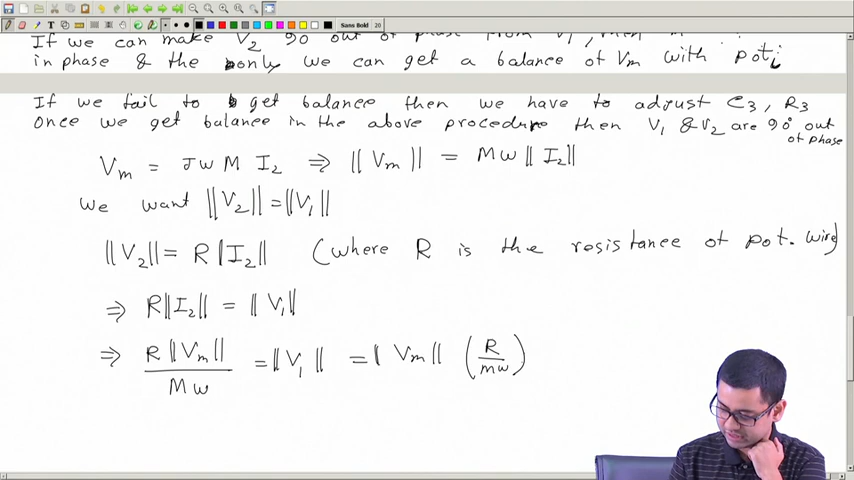 Sans Bold 20
If we can make V₂ 90 out of phase from V₁, then
in phase & the only we can get a balance of Vm with pot;
If we fail to get balance then we have to adjust C3, R3
Once we get balance in the above procedure then V₁ & V₂ are 90° out of phase
Vm = Jω M I₂ ⇒ ||Vm|| = Mω ||I₂||
We want ||V₂|| = ||V₁||
||V₂|| = R||I₂|| (where R is the resistance of pot. wire)
⇒ R||I₂|| = ||V₁||
⇒ R||Vm|| / Mω = ||V₁|| = ||Vm|| (R/mω)